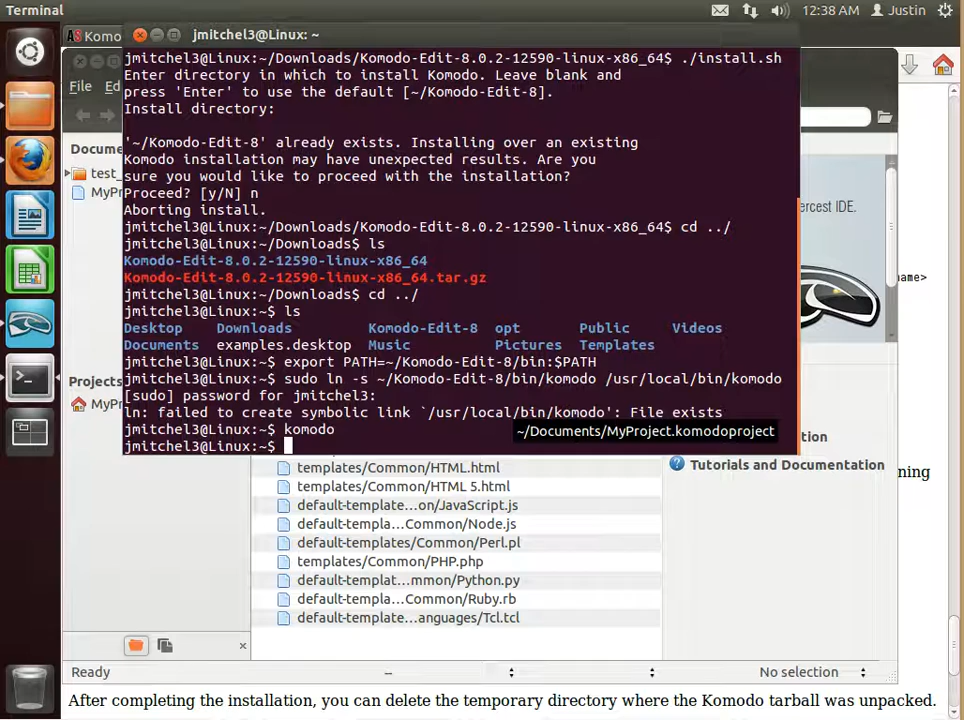 Terminal
12:38 AM
Justin
Komo
jmitchel3@Linux: ~
File
Docume
test_
MyPr
Projects
MyPr
jmitchel3@Linux:~/Downloads/Komodo-Edit-8.0.2-12590-linux-x86_64$ ./install.sh
Enter directory in which to install Komodo. Leave blank and
press 'Enter' to use the default [~/Komodo-Edit-8].
Install directory:
'~/Komodo-Edit-8' already exists. Installing over an existing
Komodo installation may have unexpected results. Are you
sure you would like to proceed with the installation?
Proceed? [y/N] n
Aborting install.
jmitchel3@Linux:~/Downloads/Komodo-Edit-8.0.2-12590-linux-x86_64$ cd ../
jmitchel3@Linux:~/Downloads$ ls
Komodo-Edit-8.0.2-12590-linux-x86_64
Komodo-Edit-8.0.2-12590-linux-x86_64.tar.gz
jmitchel3@Linux:~/Downloads$ cd ../
jmitchel3@Linux:~$ ls
Desktop Downloads Komodo-Edit-8 opt Public Videos
Documents examples.desktop Music Pictures Templates
jmitchel3@Linux:~$ export PATH=~/Komodo-Edit-8/bin:$PATH
jmitchel3@Linux:~$ sudo ln -s ~/Komodo-Edit-8/bin/komodo /usr/local/bin/komodo
[sudo] password for jmitchel3:
ln: failed to create symbolic link `/usr/local/bin/komodo': File exists
jmitchel3@Linux:~$ komodo
jmitchel3@Linux:~$
~/Documents/MyProject.komodoproject
ercest IDE.
name>
tion
Tutorials and Documentation
ning
templates/Common/HTML.html
templates/Common/HTML 5.html
default-template...on/JavaScript.js
default-templa...Common/Node.js
default-templates/Common/Perl.pl
templates/Common/PHP.php
default-templat...mmon/Python.py
default-templa...Common/Ruby.rb
default-template...anguages/Tcl.tcl
Ready
--
No selection
After completing the installation, you can delete the temporary directory where the Komodo tarball was unpacked.